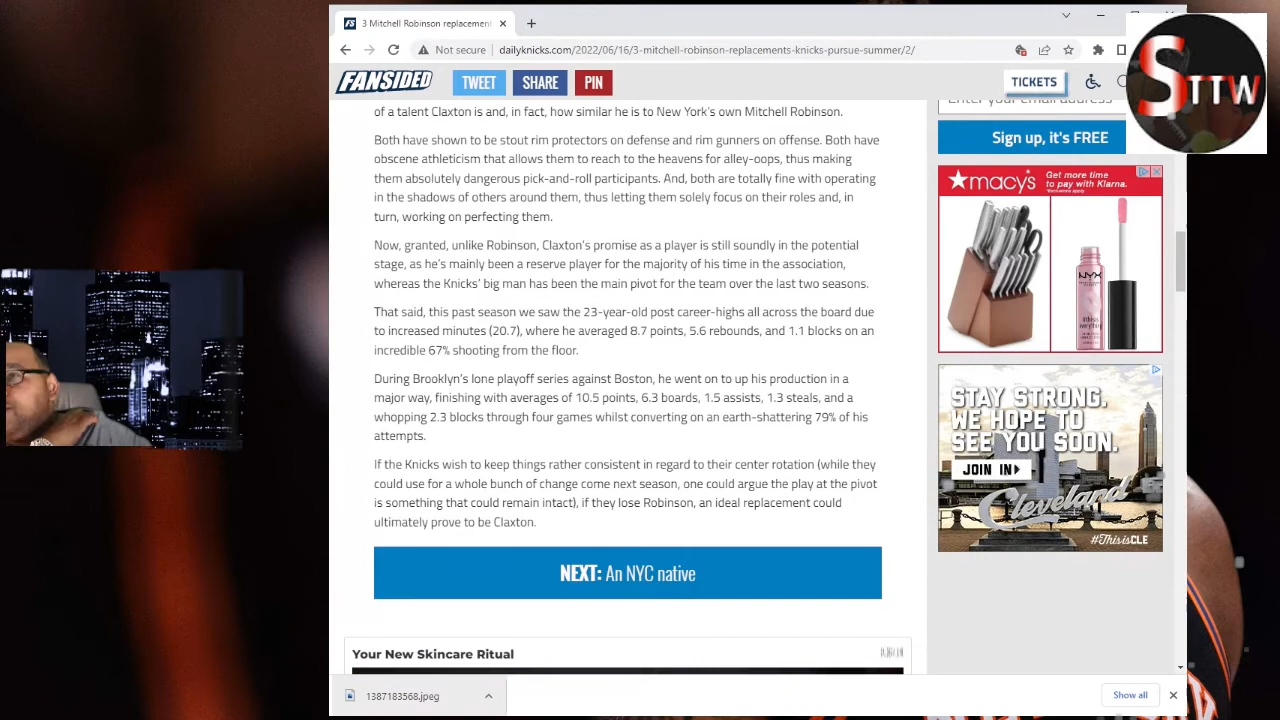 3 Mitchell Robinson replacement
Not secure
dailyknicks.com/2022/06/16/3-mitchell-robinson-replacements-knicks-pursue-summer/2/
FANSIDED
TWEET
SHARE
PIN
TICKETS
STTW
Enter your email address
Sign up, it's FREE
of a talent Claxton is and, in fact, how similar he is to New York's own Mitchell Robinson.
Both have shown to be stout rim protectors on defense and rim gunners on offense. Both have
obscene athleticism that allows them to reach to the heavens for alley-oops, thus making
them absolutely dangerous pick-and-roll participants. And, both are totally fine with operating
in the shadows of others around them, thus letting them solely focus on their roles and, in
turn, working on perfecting them.
Now, granted, unlike Robinson, Claxton's promise as a player is still soundly in the potential
stage, as he's mainly been a reserve player for the majority of his time in the association,
whereas the Knicks' big man has been the main pivot for the team over the last two seasons.
That said, this past season we saw the 23-year-old post career-highs all across the board due
to increased minutes (20.7), where he averaged 8.7 points, 5.6 rebounds, and 1.1 blocks on an
incredible 67% shooting from the floor.
During Brooklyn's lone playoff series against Boston, he went on to up his production in a
major way, finishing with averages of 10.5 points, 6.3 boards, 1.5 assists, 1.3 steals, and a
whopping 2.3 blocks through four games whilst converting on an earth-shattering 79% of his
attempts.
If the Knicks wish to keep things rather consistent in regard to their center rotation (while they
could use for a whole bunch of change come next season, one could argue the play at the pivot
is something that could remain intact), if they lose Robinson, an ideal replacement could
ultimately prove to be Claxton.
NEXT: An NYC native
Your New Skincare Ritual
macy's
Get more time
to pay with Klarna.
NYX
STAY STRONG.
WE HOPE TO
SEE YOU SOON.
JOIN IN
Cleveland
#ThisisCLE
1387183568.jpeg
Show all